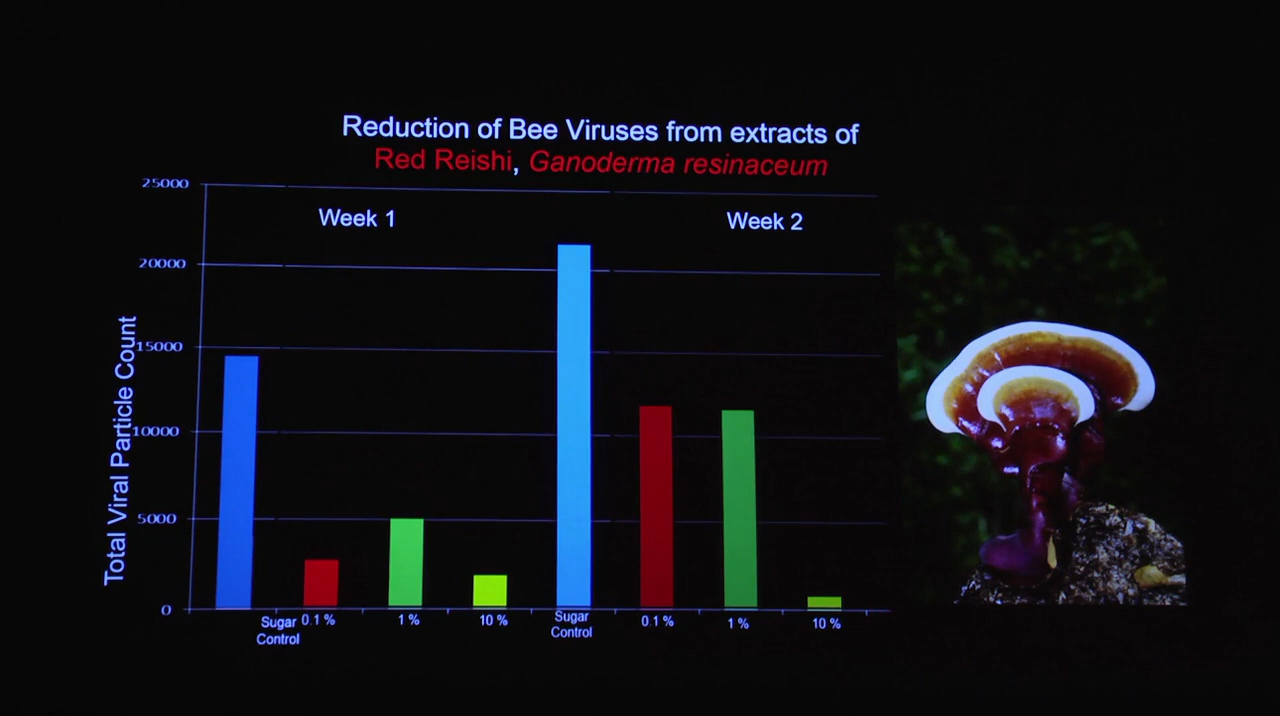 Reduction of Bee Viruses from extracts of
Red Reishi, Ganoderma resinaceum
Week 1
Week 2
Total Viral Particle Count
25000
20000
15000
10000
5000
0
Sugar
Control
0.1 %
1 %
10 %
Sugar
Control
0.1 %
1 %
10 %